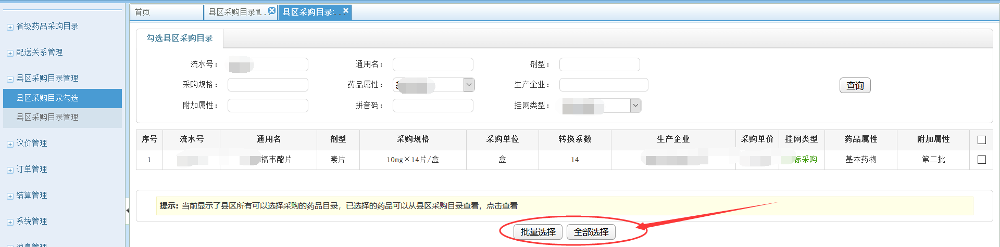 首页
县区采购目录管...
县区采购目录...
省级药品采购目录
配送关系管理
县区采购目录管理
县区采购目录勾选
县区采购目录管理
议价管理
订单管理
结算管理
系统管理
消息管理
勾选县区采购目录
流水号： 通用名： 剂型：
采购规格： 药品属性： 生产企业： 查询
附加属性： 拼音码： 挂网类型：
序号 流水号 通用名 剂型 采购规格 采购单位 转换系数 生产企业 采购单价 挂网类型 药品属性 附加属性
1 福韦酯片 素片 10mg×14片/盒 盒 14 标采购 基本药物 第二批
提示: 当前显示了县区所有可以选择采购的药品目录，已选择的药品可以从县区采购目录查看，点击查看
批量选择 全部选择